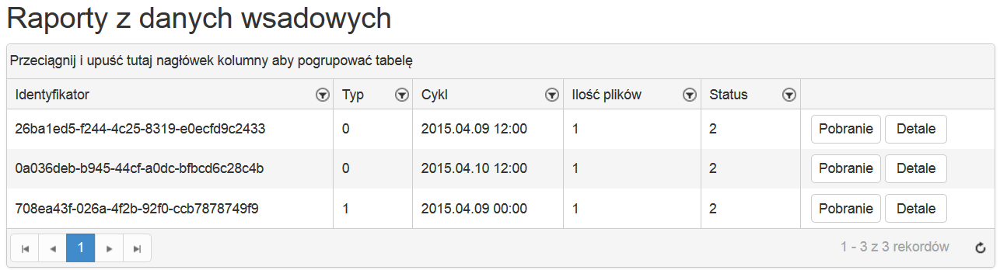 Raporty z danych wsadowych
Przeciągnij i upuść tutaj nagłówek kolumny aby pogrupować tabelę
Identyfikator Typ Cykl Ilość plików Status
26ba1ed5-f244-4c25-8319-e0ecfd9c2433 0 2015.04.09 12:00 1 2 Pobranie Detale
0a036deb-b945-44cf-a0dc-bfbcd6c28c4b 0 2015.04.10 12:00 1 2 Pobranie Detale
708ea43f-026a-4f2b-92f0-ccb7878749f9 1 2015.04.09 00:00 1 2 Pobranie Detale
1 1 - 3 z 3 rekordów